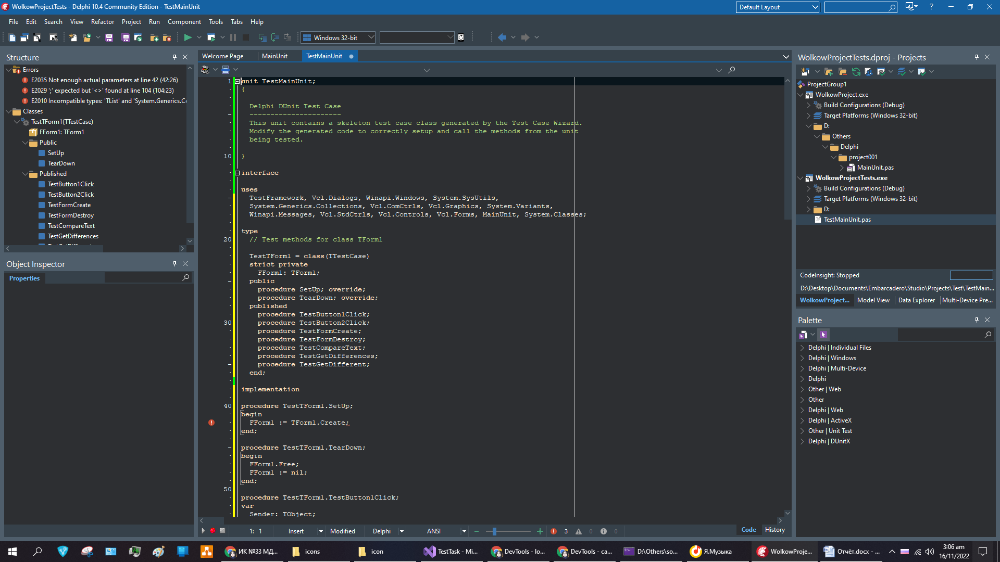 WolkowProjectTests - Delphi 10.4 Community Edition - TestMainUnit
Default Layout
File Edit Search View Refactor Project Run Component Tools Tabs Help
Windows 32-bit
Structure
Errors
E2035 Not enough actual parameters at line 42 (42:26)
E2029 ';' expected but '<>' found at line 104 (104:23)
E2010 Incompatible types: 'TList' and 'System.Generics.Co
Classes
TestTForm1(TTestCase)
FForm1: TForm1
Public
SetUp
TearDown
Published
TestButton1Click
TestButton2Click
TestFormCreate
TestFormDestroy
TestCompareText
TestGetDifferences
Object Inspector
Properties
Welcome Page MainUnit TestMainUnit
1 unit TestMainUnit;
{
Delphi DUnit Test Case
----------------------
This unit contains a skeleton test case class generated by the Test Case Wizard.
Modify the generated code to correctly setup and call the methods from the unit
being tested.
10 }
interface
uses
TestFramework, Vcl.Dialogs, Winapi.Windows, System.SysUtils,
System.Generics.Collections, Vcl.ComCtrls, Vcl.Graphics, System.Variants,
Winapi.Messages, Vcl.StdCtrls, Vcl.Controls, Vcl.Forms, MainUnit, System.Classes;
type
20 // Test methods for class TForm1
TestTForm1 = class(TTestCase)
strict private
FForm1: TForm1;
public
procedure SetUp; override;
procedure TearDown; override;
published
procedure TestButton1Click;
30 procedure TestButton2Click;
procedure TestFormCreate;
procedure TestFormDestroy;
procedure TestCompareText;
procedure TestGetDifferences;
procedure TestGetDifferent;
end;
implementation
40 procedure TestTForm1.SetUp;
begin
FForm1 := TForm1.Create;
end;
procedure TestTForm1.TearDown;
begin
FForm1.Free;
FForm1 := nil;
end;
50
procedure TestTForm1.TestButton1Click;
var
Sender: TObject;
1: 1 Insert Modified Delphi ANSI 3 0 0 Code History
WolkowProjectTests.dproj - Projects
ProjectGroup1
WolkowProject.exe
Build Configurations (Debug)
Target Platforms (Windows 32-bit)
D:
Others
Delphi
project001
MainUnit.pas
WolkowProjectTests.exe
Build Configurations (Debug)
Target Platforms (Windows 32-bit)
D:
TestMainUnit.pas
CodeInsight: Stopped
D:\Desktop\Documents\Embarcadero\Studio\Projects\Test\TestMain...
WolkowProject... Model View Data Explorer Multi-Device Pre...
Palette
Delphi | Individual Files
Delphi | Windows
Delphi | Multi-Device
Delphi
Other | Web
Other
Delphi | Web
Delphi | ActiveX
Other | Unit Test
Delphi | DUnitX
ИК №33 МД... icons icon TestTask - Mi... DevTools - lo... DevTools - ca... D:\Others\so... Я.Музыка WolkowProje... Отчёт.docx - ...
3:06 am
16/11/2022